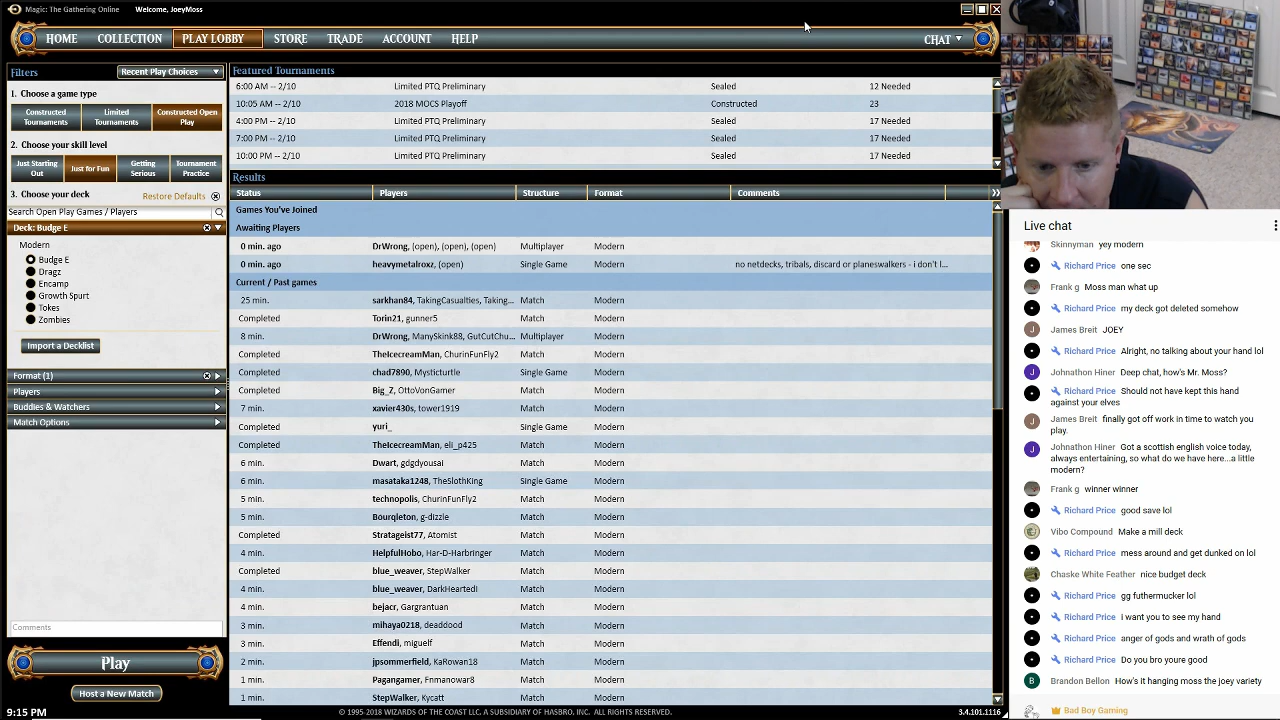 Magic: The Gathering Online Welcome, JoeyMoss
HOME COLLECTION PLAY LOBBY STORE TRADE ACCOUNT HELP CHAT
Filters Recent Play Choices
1. Choose a game type
Constructed Tournaments
Limited Tournaments
Constructed Open Play
2. Choose your skill level
Just Starting Out
Just for Fun
Getting Serious
Tournament Practice
3. Choose your deck Restore Defaults
Search Open Play Games / Players
Deck: Budge E
Modern
Budge E
Dragz
Encamp
Growth Spurt
Tokes
Zombies
Import a Decklist
Format (1)
Players
Buddies & Watchers
Match Options
Comments
Play
Host a New Match
9:15 PM
Featured Tournaments
6:00 AM -- 2/10 Limited PTQ Preliminary Sealed 12 Needed
10:05 AM -- 2/10 2018 MOCS Playoff Constructed 23
4:00 PM -- 2/10 Limited PTQ Preliminary Sealed 17 Needed
7:00 PM -- 2/10 Limited PTQ Preliminary Sealed 17 Needed
10:00 PM -- 2/10 Limited PTQ Preliminary Sealed 17 Needed
Results
Status Players Structure Format Comments
Games You've Joined
Awaiting Players
0 min. ago DrWrong, (open), (open), (open) Multiplayer Modern
0 min. ago heavymetalroxz, (open) Single Game Modern no netdecks, tribals, discard or planeswalkers - i don't l...
Current / Past games
25 min. sarkhan84, TakingCasualties, Taking... Match Modern
Completed Tomi21, gunner5 Match Modern
8 min. DrWrong, ManySkink88, GutCutChu... Multiplayer Modern
Completed TheIcecreamMan, ChurinFunFly2 Match Modern
Completed chad7890, Mysticturtle Single Game Modern
Completed Big_Z, OttoVonGamer Match Modern
7 min. xavier430s, tower1919 Match Modern
Completed yuri_ Single Game Modern
Completed TheIcecreamMan, eli_p425 Match Modern
6 min. Dwart, gdgdyousai Match Modern
6 min. masataka1248, TheSlothKing Single Game Modern
5 min. technopolis, ChurinFunFly2 Match Modern
5 min. Bourqleton, g-dizzle Match Modern
Completed Stratageist77, Atomist Match Modern
4 min. HelpfulHobo, Har-D-Harbringer Match Modern
Completed blue_weaver, StepWalker Match Modern
4 min. blue_weaver, DarkHeartedi Match Modern
4 min. bejacr, Gargrantuan Match Modern
3 min. mihaya0218, deaddood Match Modern
3 min. Effendi, miguelf Match Modern
2 min. jpsommerfield, KaRowan18 Match Modern
1 min. Pagangamer, Fnmanowar8 Match Modern
1 min. StepWalker, Kycatt Match Modern
© 1995-2018 WIZARDS OF THE COAST LLC, A SUBSIDIARY OF HASBRO, INC. ALL RIGHTS RESERVED. 3.4.101.1116
Live chat
Skinnyman yey modern
Richard Price one sec
Frank g Moss man what up
Richard Price my deck got deleted somehow
J James Breit JOEY
Richard Price Alright, no talking about your hand lol
J Johnathon Hiner Deep chat, how's Mr. Moss?
Richard Price Should not have kept this hand
against your elves
J James Breit finally got off work in time to watch you
play.
J Johnathon Hiner Got a scottish english voice today,
always entertaining, so what do we have here...a little
modern?
Frank g winner winner
Richard Price good save lol
Vibo Compound Make a mill deck
Richard Price mess around and get dunked on lol
Chaske White Feather nice budget deck
Richard Price gg futhermucker lol
Richard Price i want you to see my hand
Richard Price anger of gods and wrath of gods
Richard Price Do you bro youre good
B Brandon Bellon How's it hanging moss the joey variety
Bad Boy Gaming